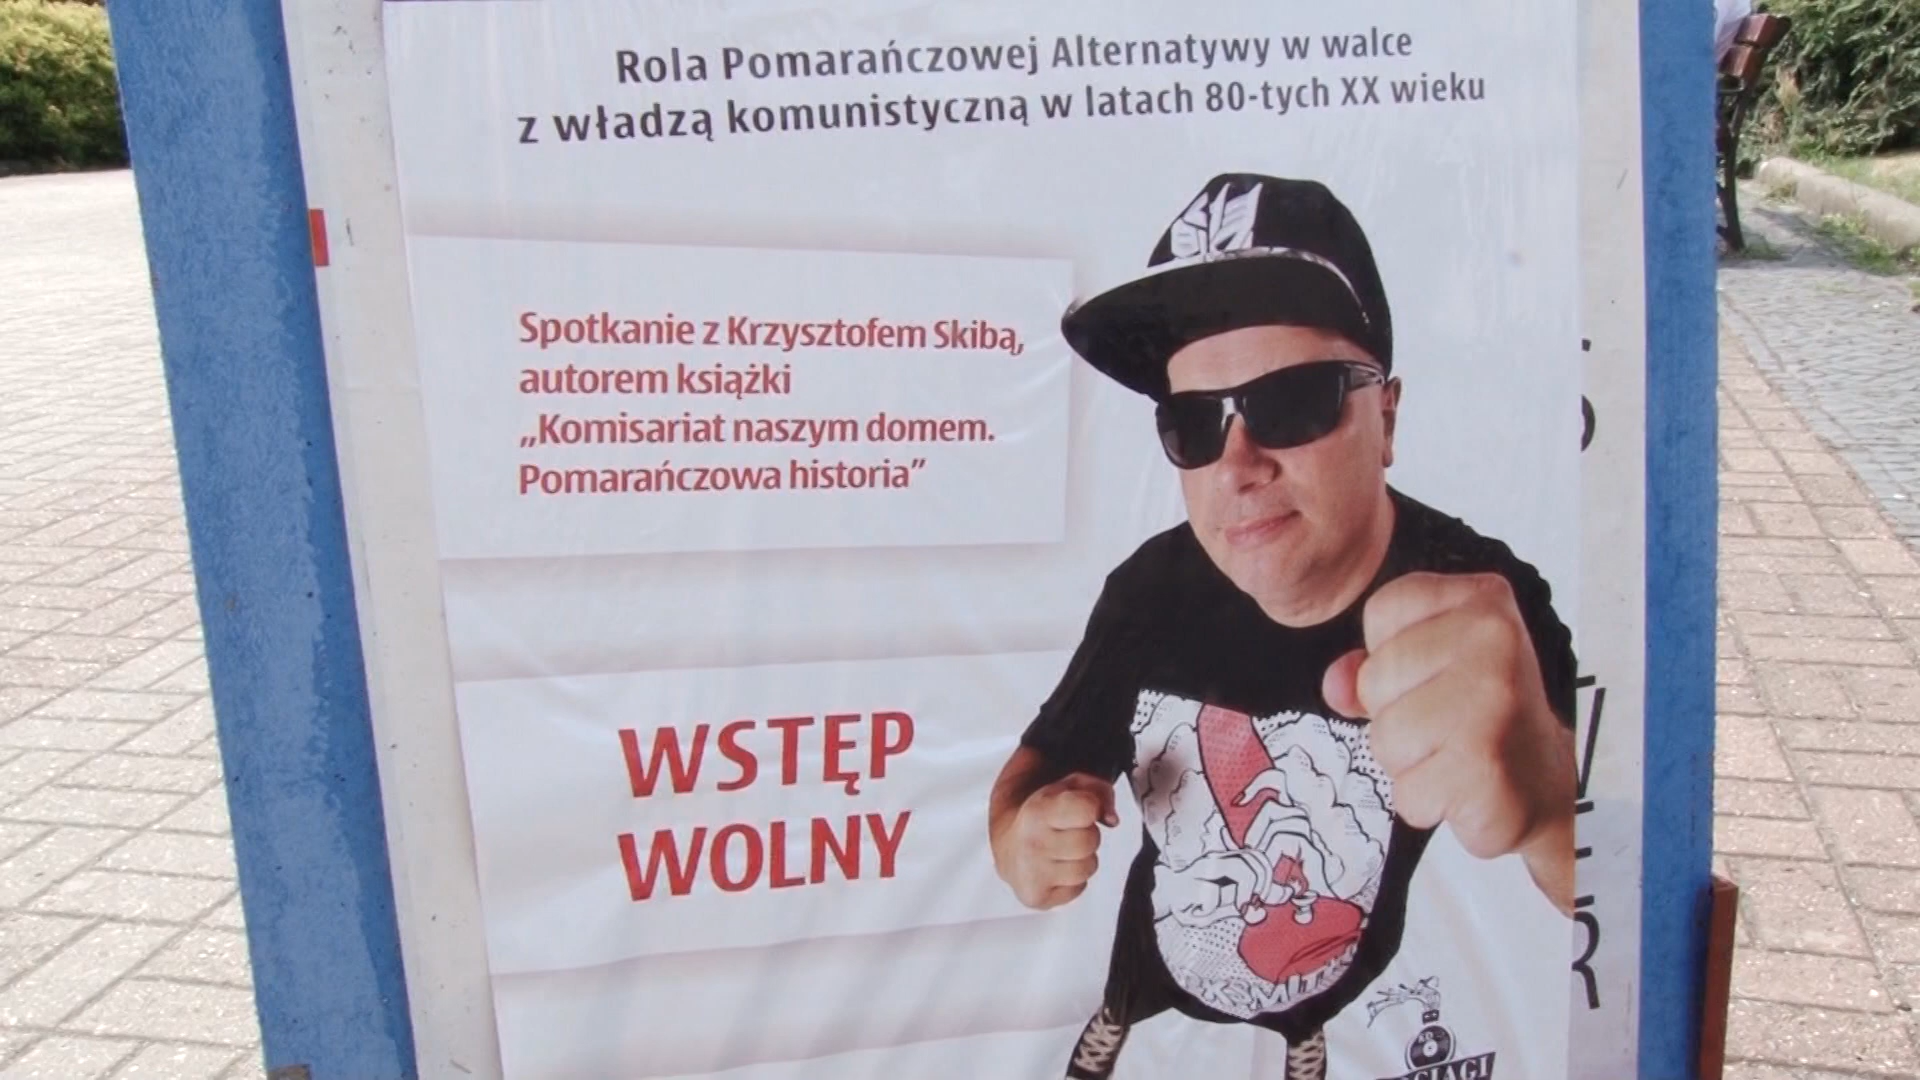 Rola Pomarańczowej Alternatywy w walce
z władzą komunistyczną w latach 80-tych XX wieku
Spotkanie z Krzysztofem Skibą,
autorem książki
„Komisariat naszym domem.
Pomarańczowa historia”
WSTĘP
WOLNY